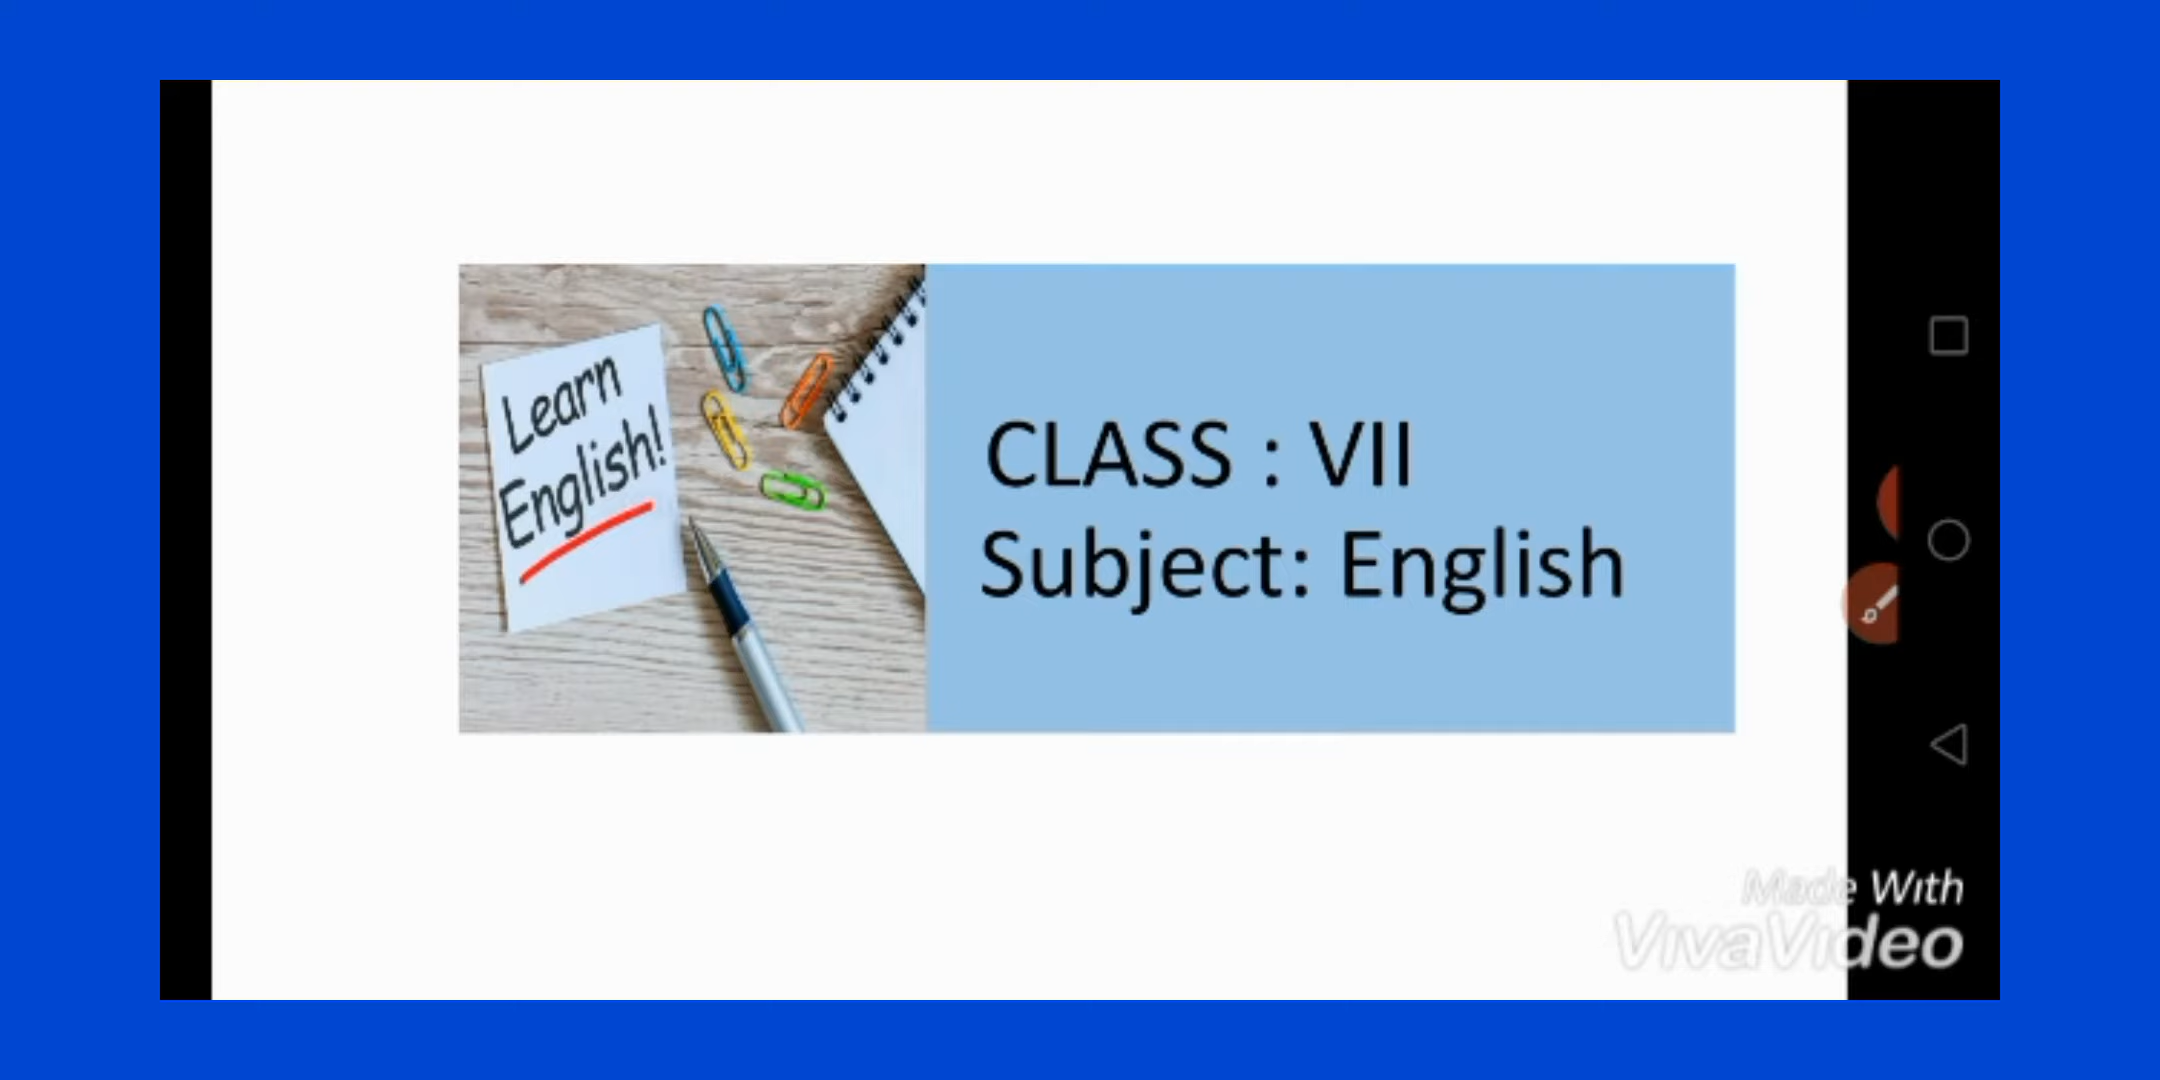 Learn
English!
CLASS : VII
Subject: English
Made With
VivaVideo